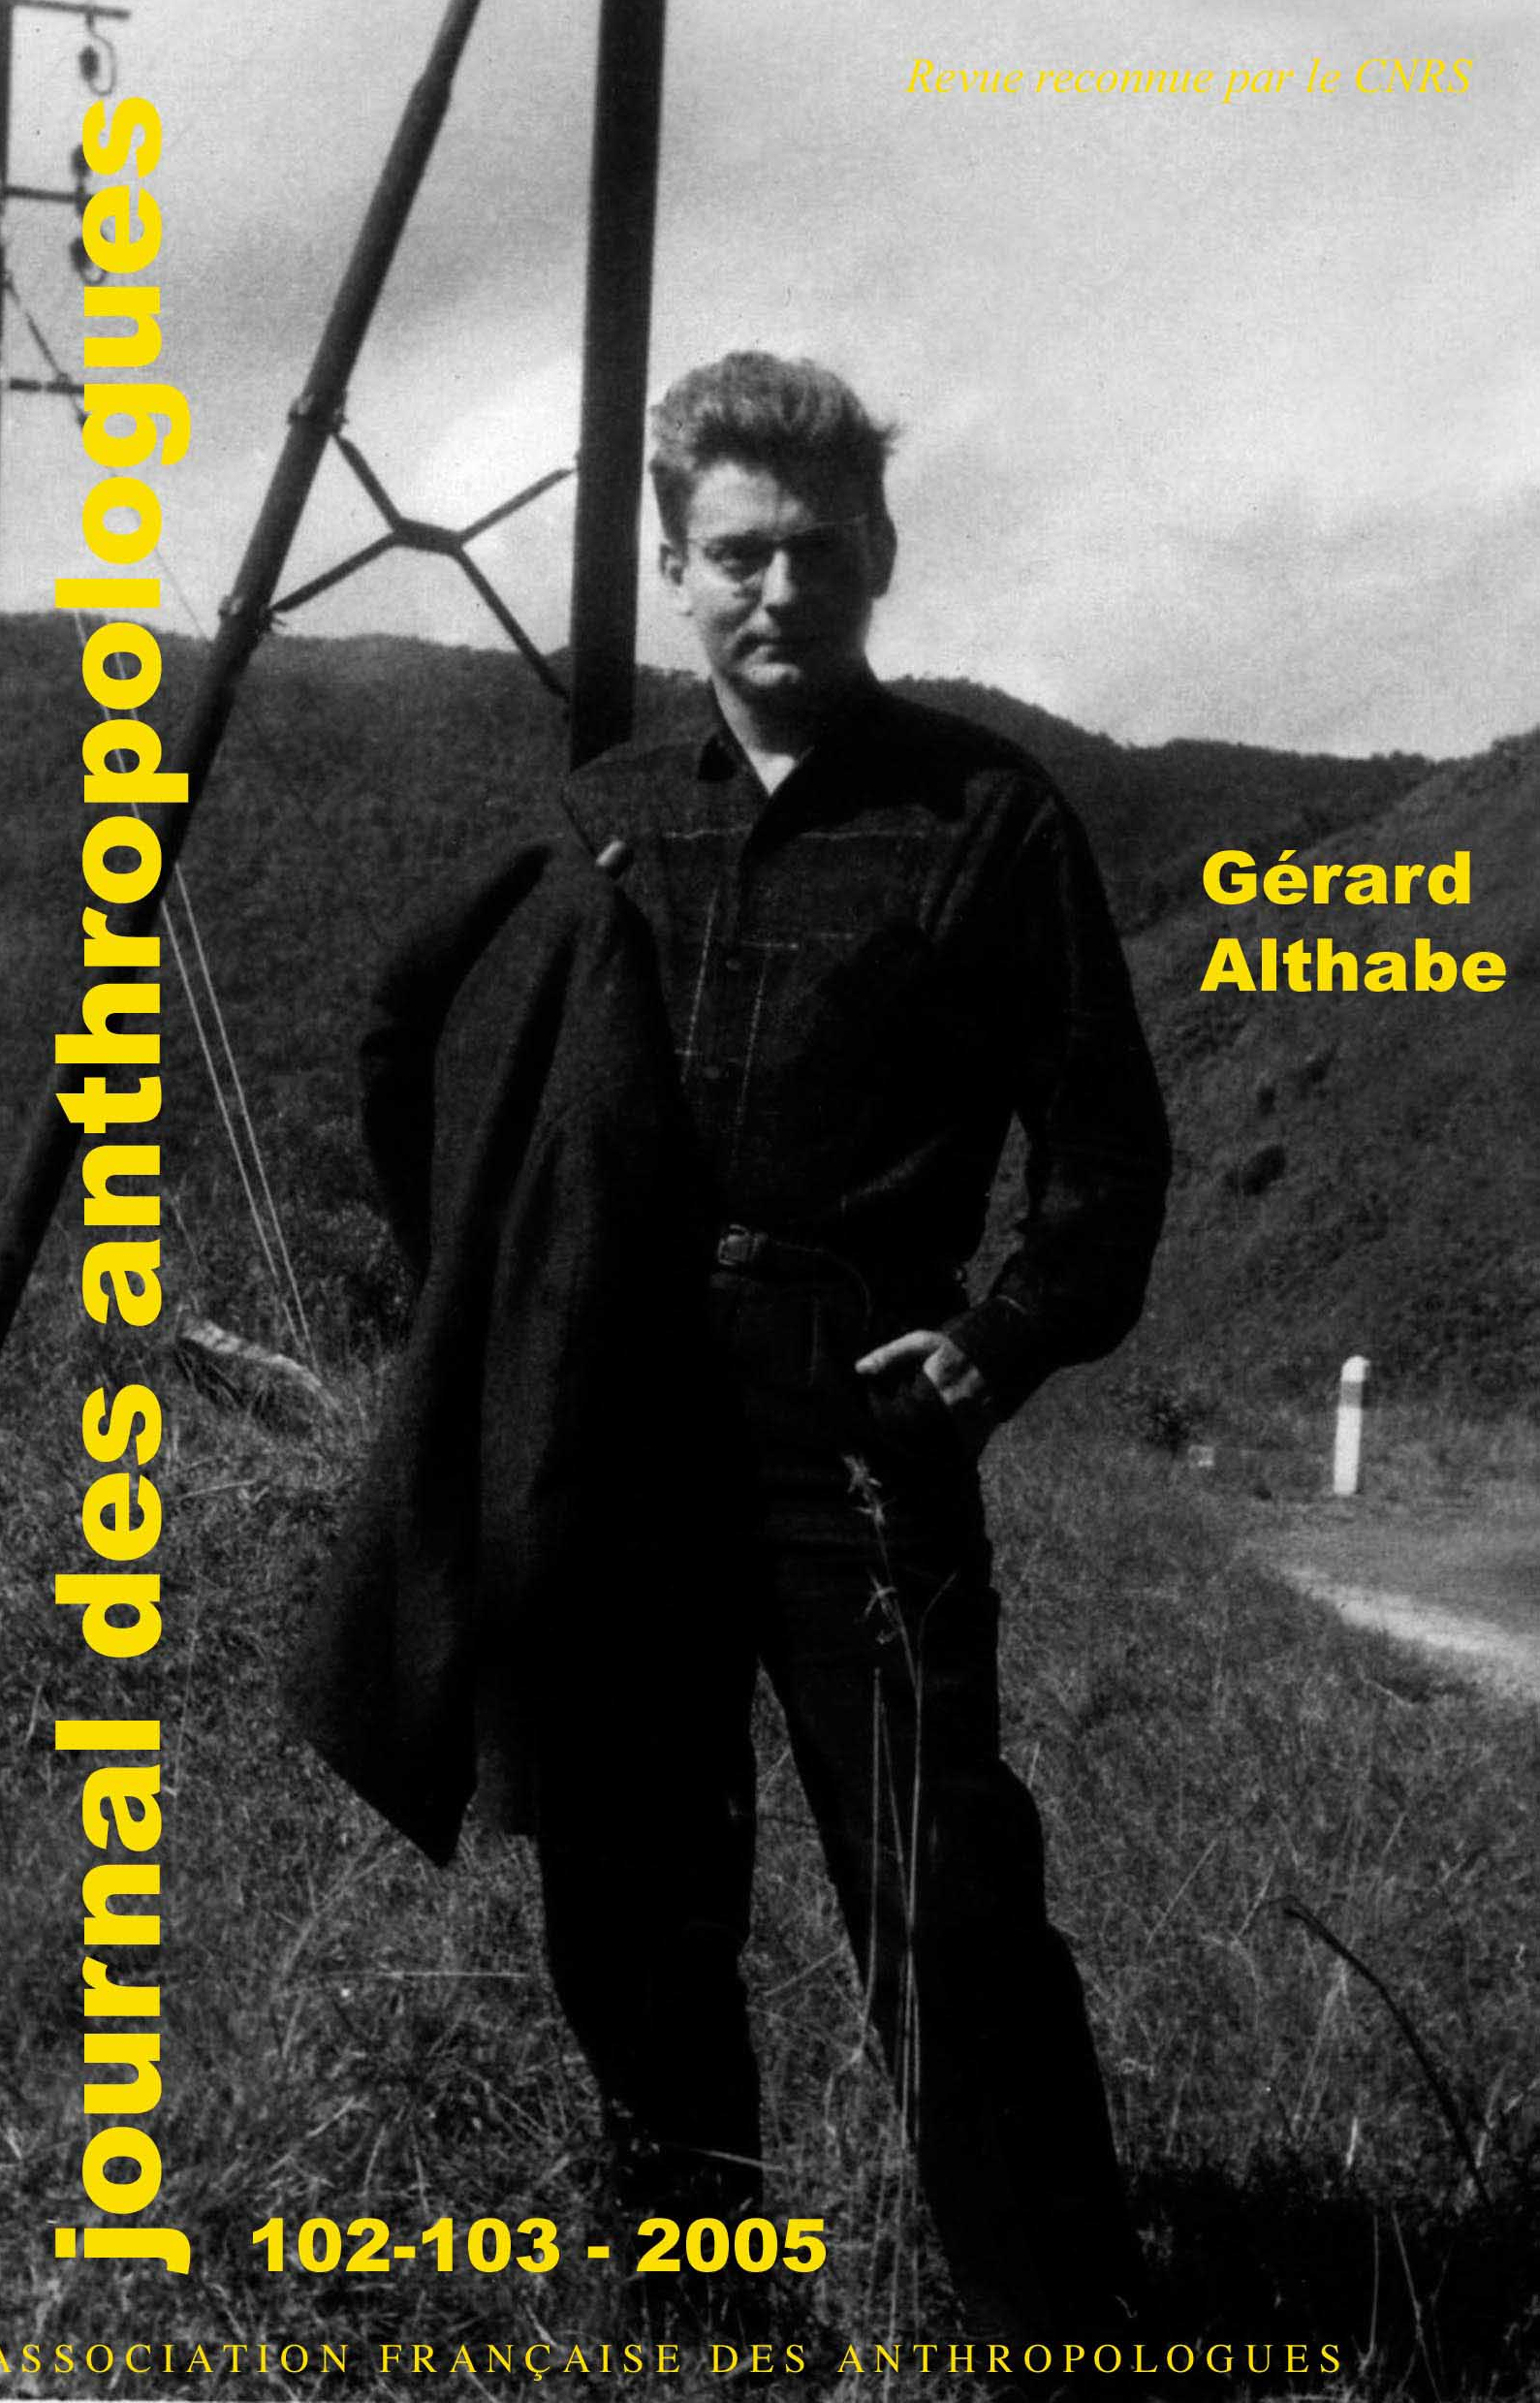 Revue reconnue par le CNRS
journal des anthropologues
Gérard
Althabe
102-103 - 2005
ASSOCIATION FRANÇAISE DES ANTHROPOLOGUES